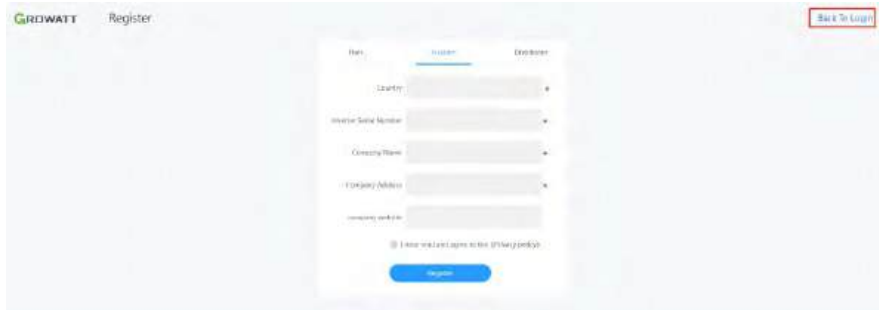 GROWATT Register Back To Login
User Installer Distributor
Country *
Inverter Serial Number *
Company Name *
Company Address *
company website
I have read and agree to the 《Privacy policy》
Register